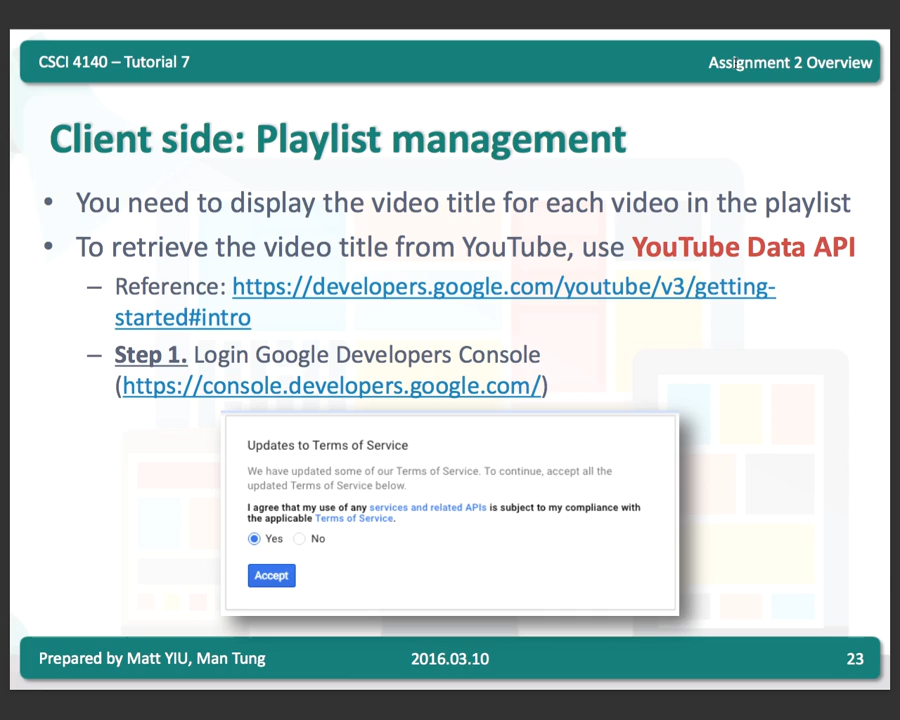 CSCI 4140 – Tutorial 7
Assignment 2 Overview
Client side: Playlist management
• You need to display the video title for each video in the playlist
• To retrieve the video title from YouTube, use YouTube Data API
– Reference: https://developers.google.com/youtube/v3/getting-
started#intro
– Step 1. Login Google Developers Console
(https://console.developers.google.com/)
Updates to Terms of Service
We have updated some of our Terms of Service. To continue, accept all the
updated Terms of Service below.
I agree that my use of any services and related APIs is subject to my compliance with
the applicable Terms of Service.
Yes No
Accept
Prepared by Matt YIU, Man Tung
2016.03.10
23